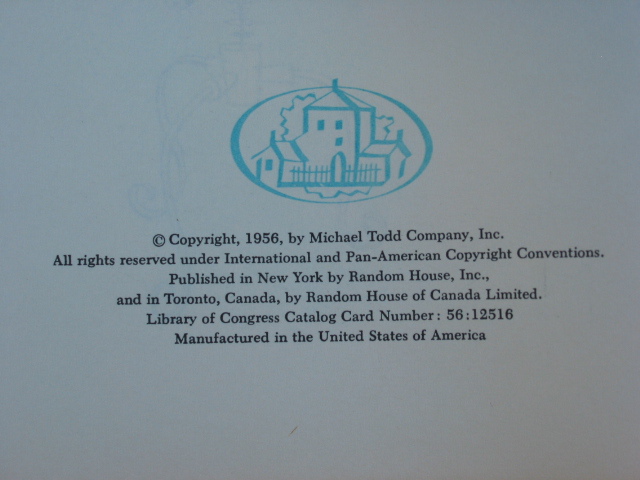 © Copyright, 1956, by Michael Todd Company, Inc.
All rights reserved under International and Pan-American Copyright Conventions.
Published in New York by Random House, Inc.,
and in Toronto, Canada, by Random House of Canada Limited.
Library of Congress Catalog Card Number: 56:12516
Manufactured in the United States of America